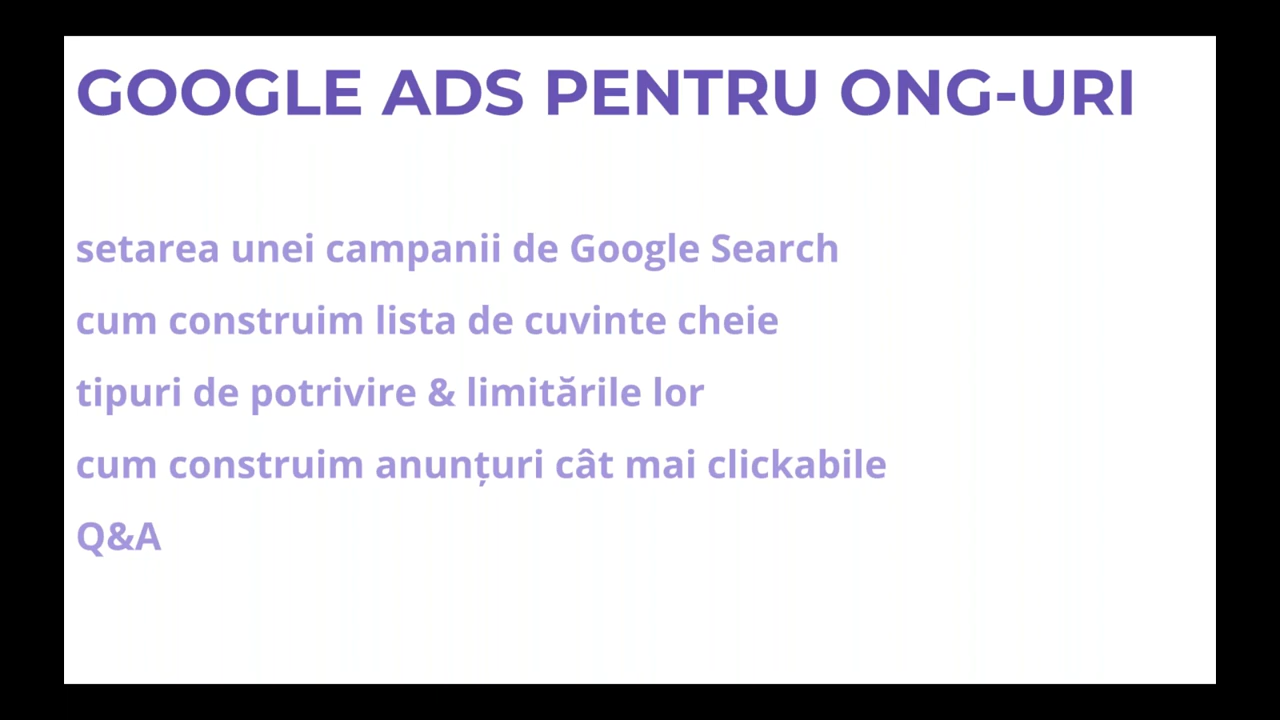 GOOGLE ADS PENTRU ONG-URI
setarea unei campanii de Google Search
cum construim lista de cuvinte cheie
tipuri de potrivire & limitările lor
cum construim anunțuri cât mai clickabile
Q&A